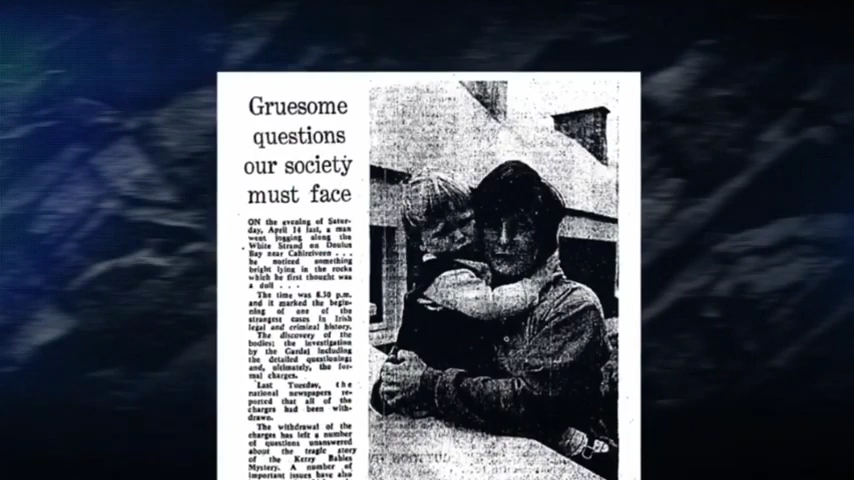 Gruesome
questions
our society
must face
ON the evening of Satur-
day, April 14 last, a man
went jogging along the
White Strand on Doulus
Bay near Cahirciveen . . .
he noticed something
bright lying in the rocks
which he first thought was
a doll . . .
The time was 8.30 p.m.
and it marked the begin-
ning of one of the
strangest cases in Irish
legal and criminal history.
The discovery of the
bodies; the investigation
by the Gardai including
the detailed questioning;
and, ultimately, the for-
mal charges.
Last Tuesday, the
national newspapers re-
ported that all of the
charges had been with-
drawn.
The withdrawal of the
charges has left a number
of questions unanswered
about the tragic story
of the Kerry Babies
Mystery. A number of
important issues have also